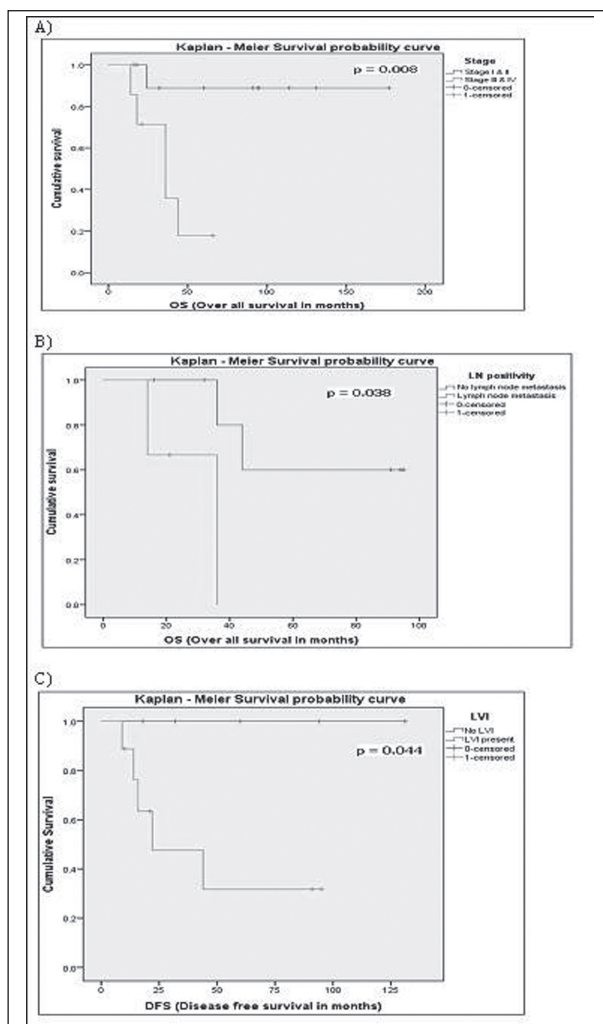 A)
Kaplan - Meier Survival probability curve
p = 0.008
Stage
Stage I & II
Stage III & IV
0-censored
1-censored
Cumulative survival
1.0
0.8
0.6
0.4
0.2
0.0
0 50 100 150 200
OS (Over all survival in months)
B)
Kaplan - Meier Survival probability curve
p = 0.038
LN positivity
No lymph node metastasis
Lymph node metastasis
0-censored
1-censored
Cumulative survival
1.0
0.8
0.6
0.4
0.2
0.0
0 20 40 60 80 100
OS (Over all survival in months)
C)
Kaplan - Meier Survival probability curve
p = 0.044
LVI
No LVI
LVI present
0-censored
1-censored
Cumulative Survival
1.0
0.8
0.6
0.4
0.2
0.0
0 25 50 75 100 125
DFS (Disease free survival in months)